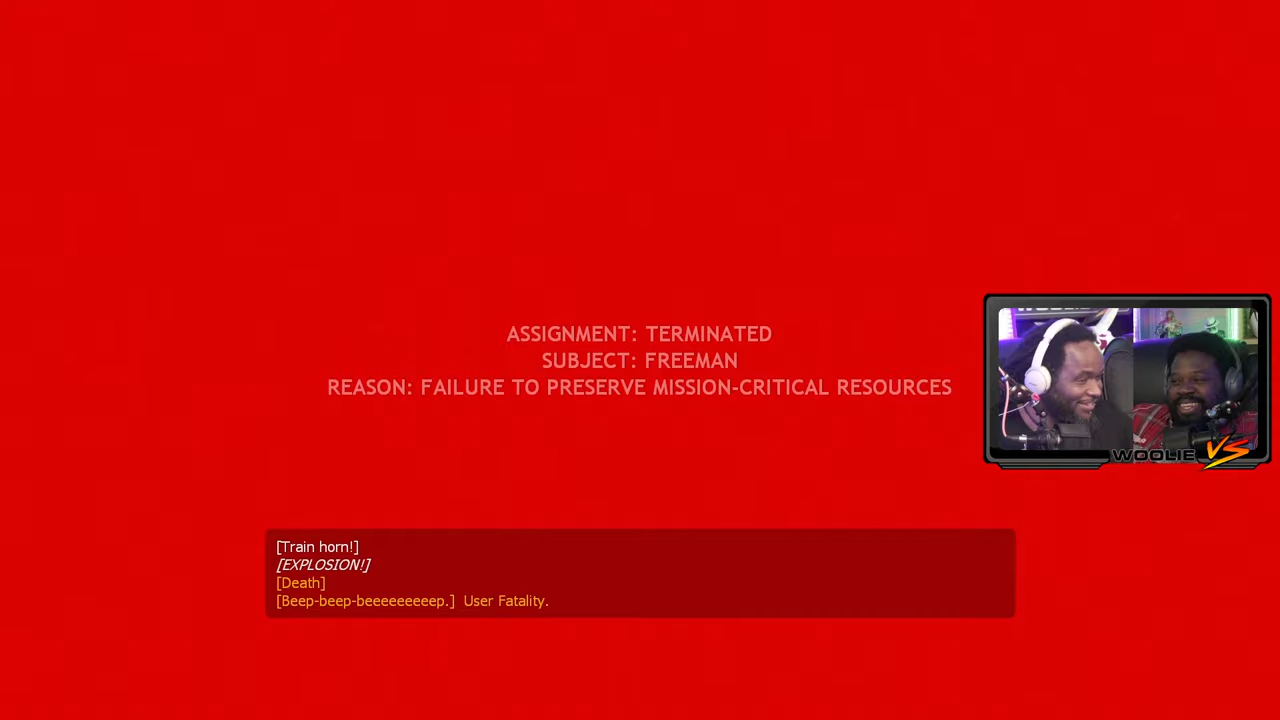 ASSIGNMENT: TERMINATED
SUBJECT: FREEMAN
REASON: FAILURE TO PRESERVE MISSION-CRITICAL RESOURCES
WOOLIE VS
[Train horn!]
[EXPLOSION!]
[Death]
[Beep-beep-beeeeeeeeep.] User Fatality.